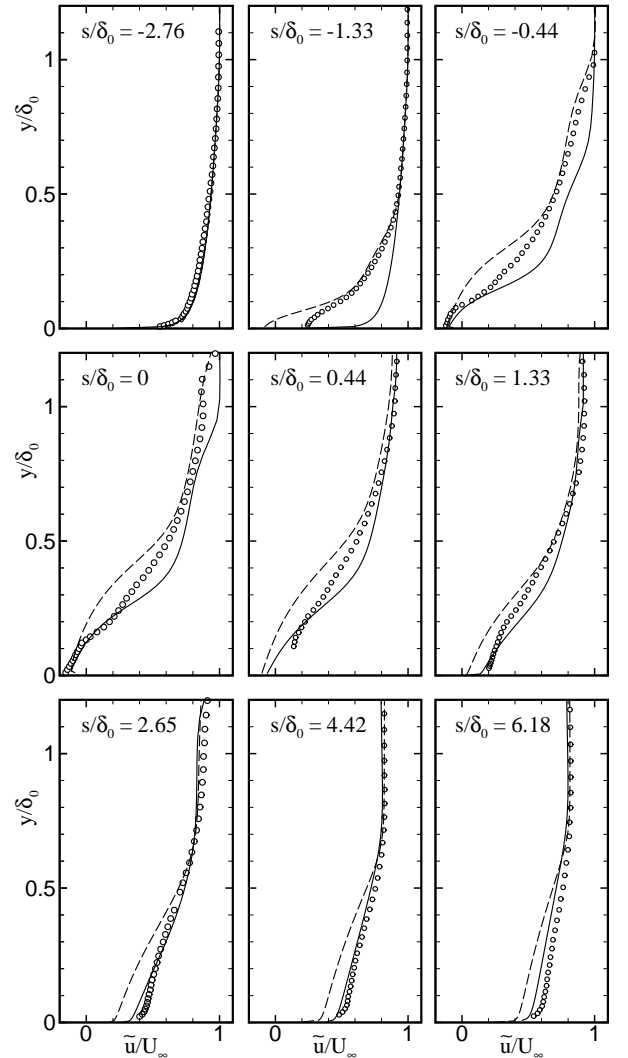 s/δ₀ = -2.76 s/δ₀ = -1.33 s/δ₀ = -0.44
y/δ₀
1
0.5
0
s/δ₀ = 0 s/δ₀ = 0.44 s/δ₀ = 1.33
y/δ₀
1
0.5
0
s/δ₀ = 2.65 s/δ₀ = 4.42 s/δ₀ = 6.18
y/δ₀
1
0.5
0
0 1 0 1 0 1
ũ/U∞ ũ/U∞ ũ/U∞